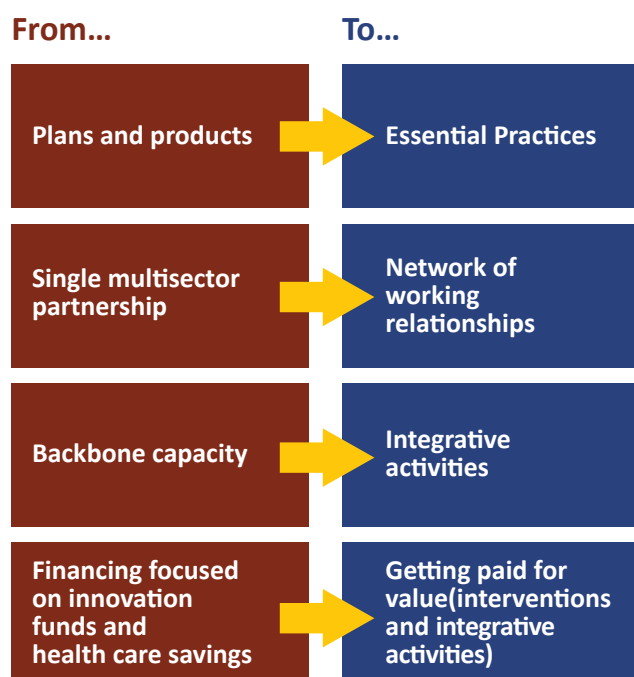 From...
To...
Plans and products
Essential Practices
Single multisector
partnership
Network of
working
relationships
Backbone capacity
Integrative
activities
Financing focused
on innovation
funds and
health care savings
Getting paid for
value(interventions
and integrative
activities)